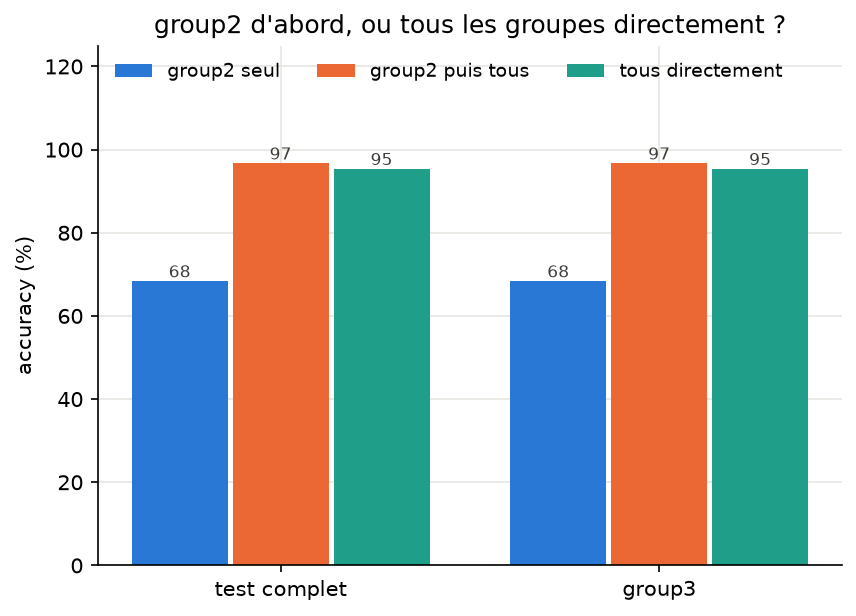 group2 d'abord, ou tous les groupes directement ?
group2 seul group2 puis tous tous directement
accuracy (%)
120
100
80
60
40
20
0
68 97 95 68 97 95
test complet group3